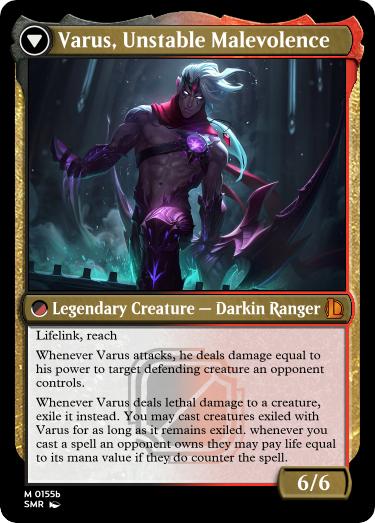 Varus, Unstable Malevolence
Legendary Creature — Darkin Ranger
Lifelink, reach
Whenever Varus attacks, he deals damage equal to
his power to target defending creature an opponent
controls.
Whenever Varus deals lethal damage to a creature,
exile it instead. You may cast creatures exiled with
Varus for as long as it remains exiled. whenever you
cast a spell an opponent owns they may pay life equal
to its mana value if they do counter the spell.
6/6
M 0155b
SMR